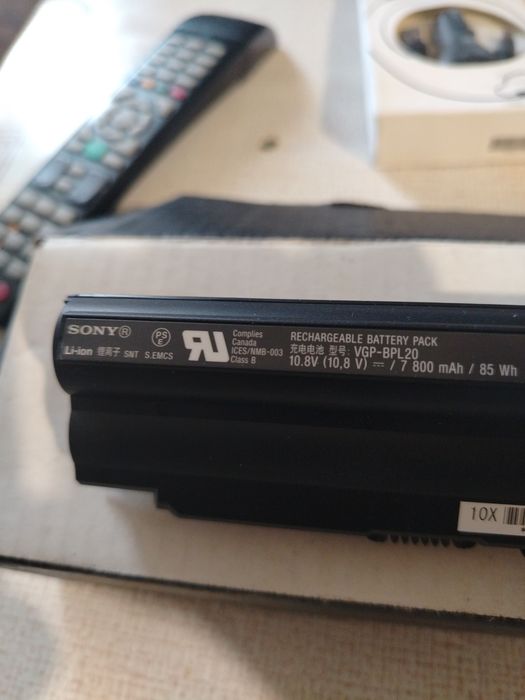 SONY®
Li-ion 锂离子 SNT S.EMCS
PS
E
Complies
Canada
ICES/NMB-003
Class B
RECHARGEABLE BATTERY PACK
充电电池 型号: VGP-BPL20
10.8V (10,8 V) ⎓ / 7 800 mAh / 85 Wh
10X